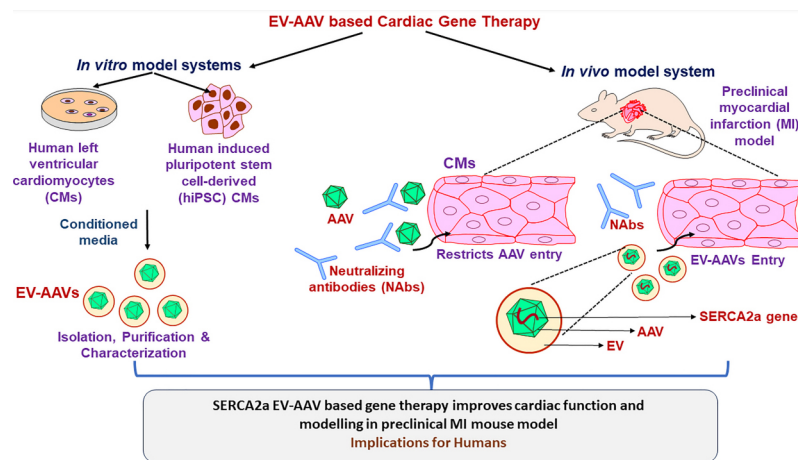 EV-AAV based Cardiac Gene Therapy
In vitro model systems
In vivo model system
Human left
ventricular
cardiomyocytes
(CMs)
Human induced
pluripotent stem
cell-derived
(hiPSC) CMs
Preclinical
myocardial
infarction (MI)
model
Conditioned
media
EV-AAVs
Isolation, Purification &
Characterization
CMs
AAV
Restricts AAV entry
Neutralizing
antibodies (NAbs)
NAbs
EV-AAVs Entry
SERCA2a gene
AAV
EV
SERCA2a EV-AAV based gene therapy improves cardiac function and
modelling in preclinical MI mouse model
Implications for Humans